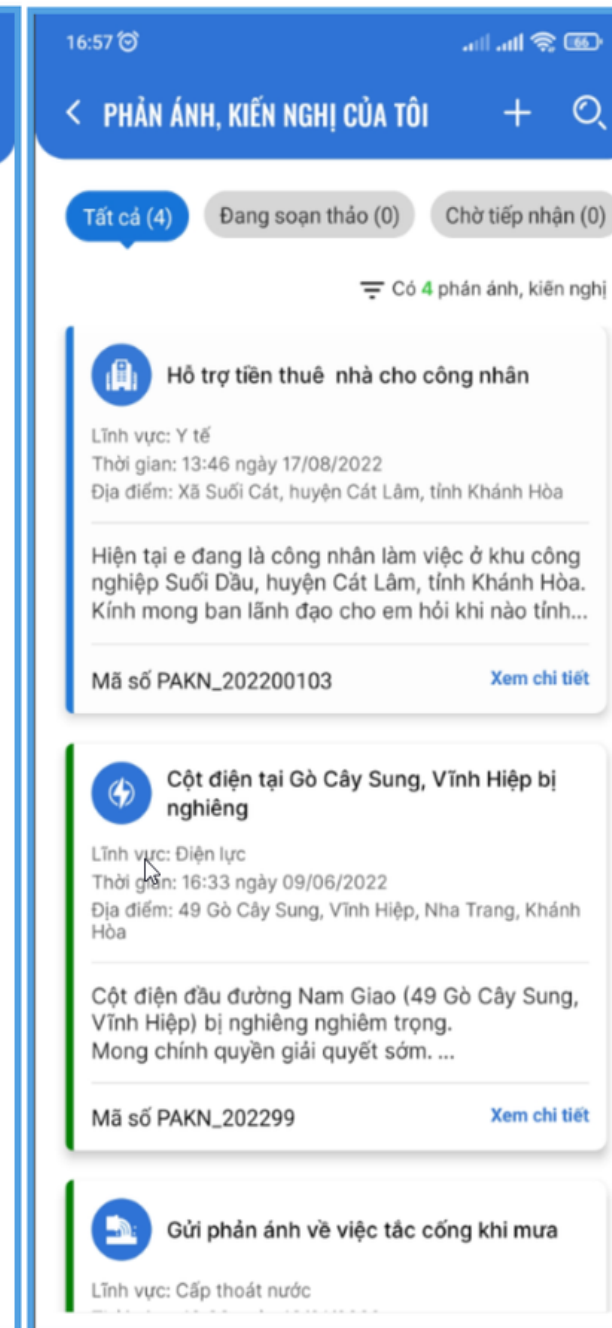 16:57
66
PHẢN ÁNH, KIẾN NGHỊ CỦA TÔI
Tất cả (4) Đang soạn thảo (0) Chờ tiếp nhận (0)
Có 4 phản ánh, kiến nghị
Hỗ trợ tiền thuê nhà cho công nhân
Lĩnh vực: Y tế
Thời gian: 13:46 ngày 17/08/2022
Địa điểm: Xã Suối Cát, huyện Cát Lâm, tỉnh Khánh Hòa
Hiện tại e đang là công nhân làm việc ở khu công
nghiệp Suối Dầu, huyện Cát Lâm, tỉnh Khánh Hòa.
Kính mong ban lãnh đạo cho em hỏi khi nào tỉnh...
Mã số PAKN_202200103 Xem chi tiết
Cột điện tại Gò Cây Sung, Vĩnh Hiệp bị
nghiêng
Lĩnh vực: Điện lực
Thời gian: 16:33 ngày 09/06/2022
Địa điểm: 49 Gò Cây Sung, Vĩnh Hiệp, Nha Trang, Khánh
Hòa
Cột điện đầu đường Nam Giao (49 Gò Cây Sung,
Vĩnh Hiệp) bị nghiêng nghiêm trọng.
Mong chính quyền giải quyết sớm. ...
Mã số PAKN_202299 Xem chi tiết
Gửi phản ánh về việc tắc cống khi mưa
Lĩnh vực: Cấp thoát nước